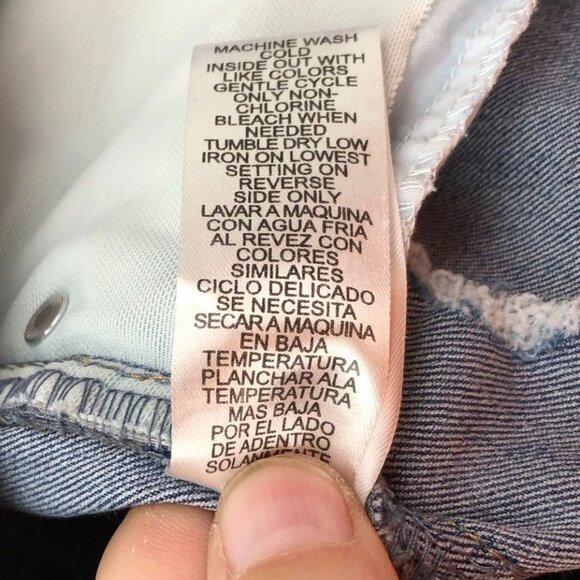 MACHINE WASH
COLD
INSIDE OUT WITH
LIKE COLORS
GENTLE CYCLE
ONLY NON-
CHLORINE
BLEACH WHEN
NEEDED
TUMBLE DRY LOW
IRON ON LOWEST
SETTING ON
REVERSE
SIDE ONLY
LAVAR A MAQUINA
CON AGUA FRIA
AL REVEZ CON
COLORES
SIMILARES
CICLO DELICADO
SE NECESITA
SECAR A MAQUINA
EN BAJA
TEMPERATURA
PLANCHAR ALA
TEMPERATURA
MAS BAJA
POR EL LADO
DE ADENTRO
SOLANMENTE